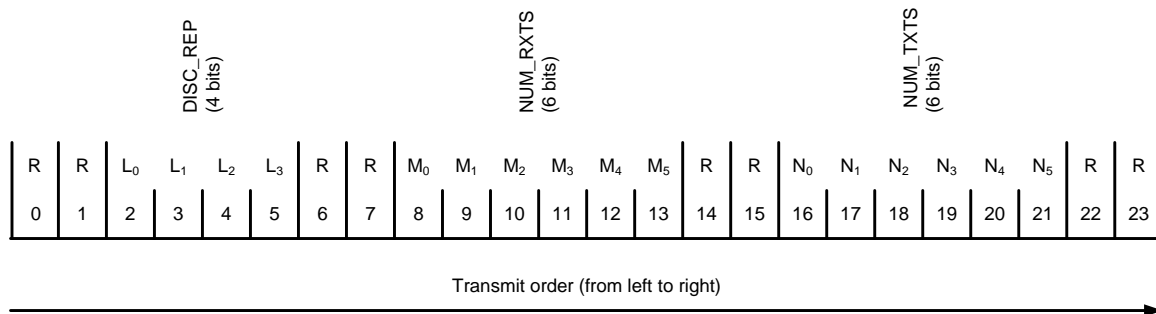 DISC_REP
(4 bits)
NUM_RXTS
(6 bits)
NUM_TXTS
(6 bits)
R R L₀ L₁ L₂ L₃ R R M₀ M₁ M₂ M₃ M₄ M₅ R R N₀ N₁ N₂ N₃ N₄ N₅ R R
0 1 2 3 4 5 6 7 8 9 10 11 12 13 14 15 16 17 18 19 20 21 22 23
Transmit order (from left to right)